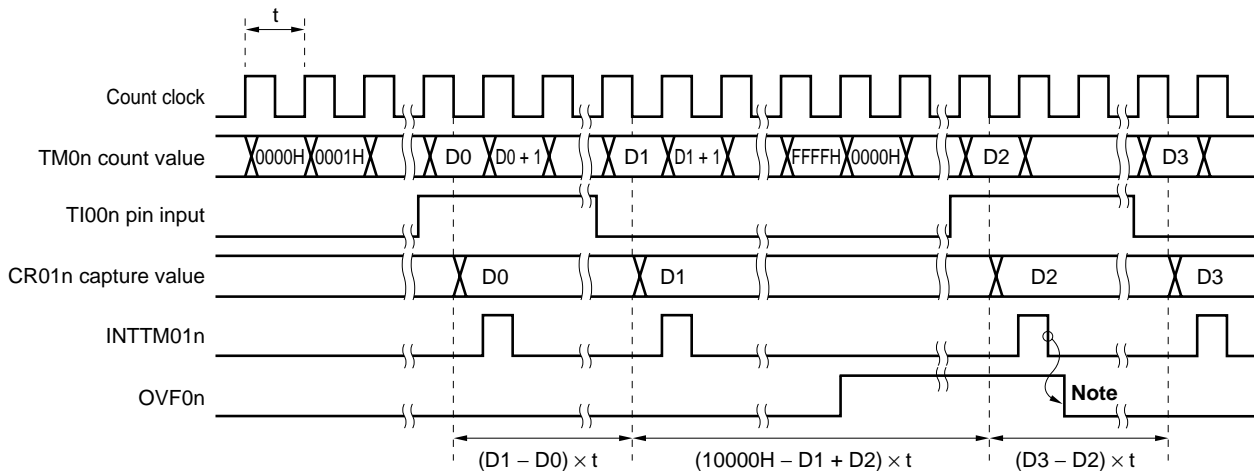 t
Count clock
TM0n count value 0000H 0001H D0 D0 + 1 D1 D1 + 1 FFFFH 0000H D2 D3
TI00n pin input
CR01n capture value D0 D1 D2 D3
INTTM01n
OVF0n Note
(D1 – D0) × t (10000H – D1 + D2) × t (D3 – D2) × t